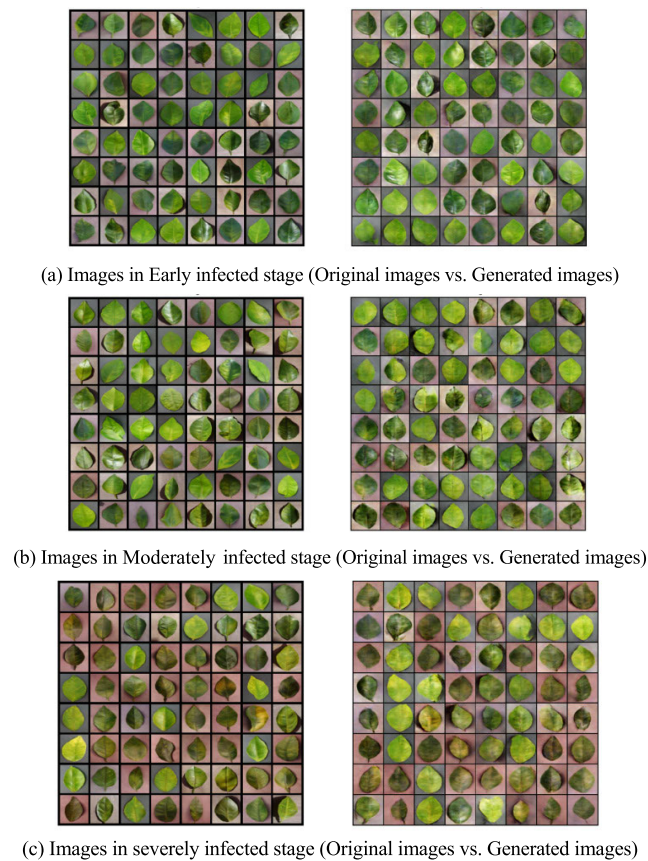 (a) Images in Early infected stage (Original images vs. Generated images)
(b) Images in Moderately infected stage (Original images vs. Generated images)
(c) Images in severely infected stage (Original images vs. Generated images)